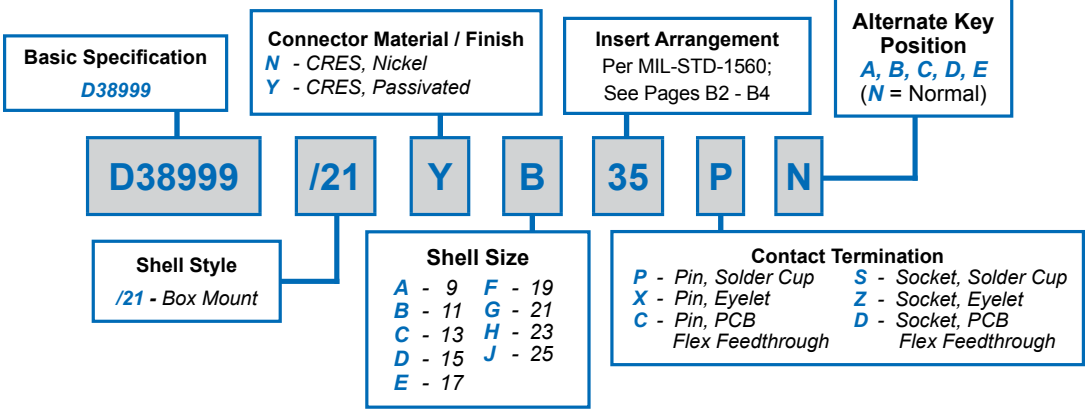 Basic Specification
D38999
Connector Material / Finish
N - CRES, Nickel
Y - CRES, Passivated
Insert Arrangement
Per MIL-STD-1560;
See Pages B2 - B4
Alternate Key
Position
A, B, C, D, E
(N = Normal)
D38999 /21 Y B 35 P N
Shell Style
/21 - Box Mount
Shell Size
A - 9 F - 19
B - 11 G - 21
C - 13 H - 23
D - 15 J - 25
E - 17
Contact Termination
P - Pin, Solder Cup S - Socket, Solder Cup
X - Pin, Eyelet Z - Socket, Eyelet
C - Pin, PCB D - Socket, PCB
Flex Feedthrough Flex Feedthrough